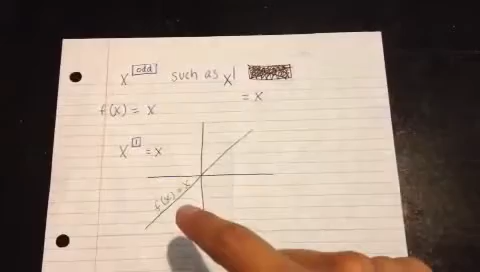 x^odd such as x^1
= x
f(x) = x
x^1 = x
f(x) = x